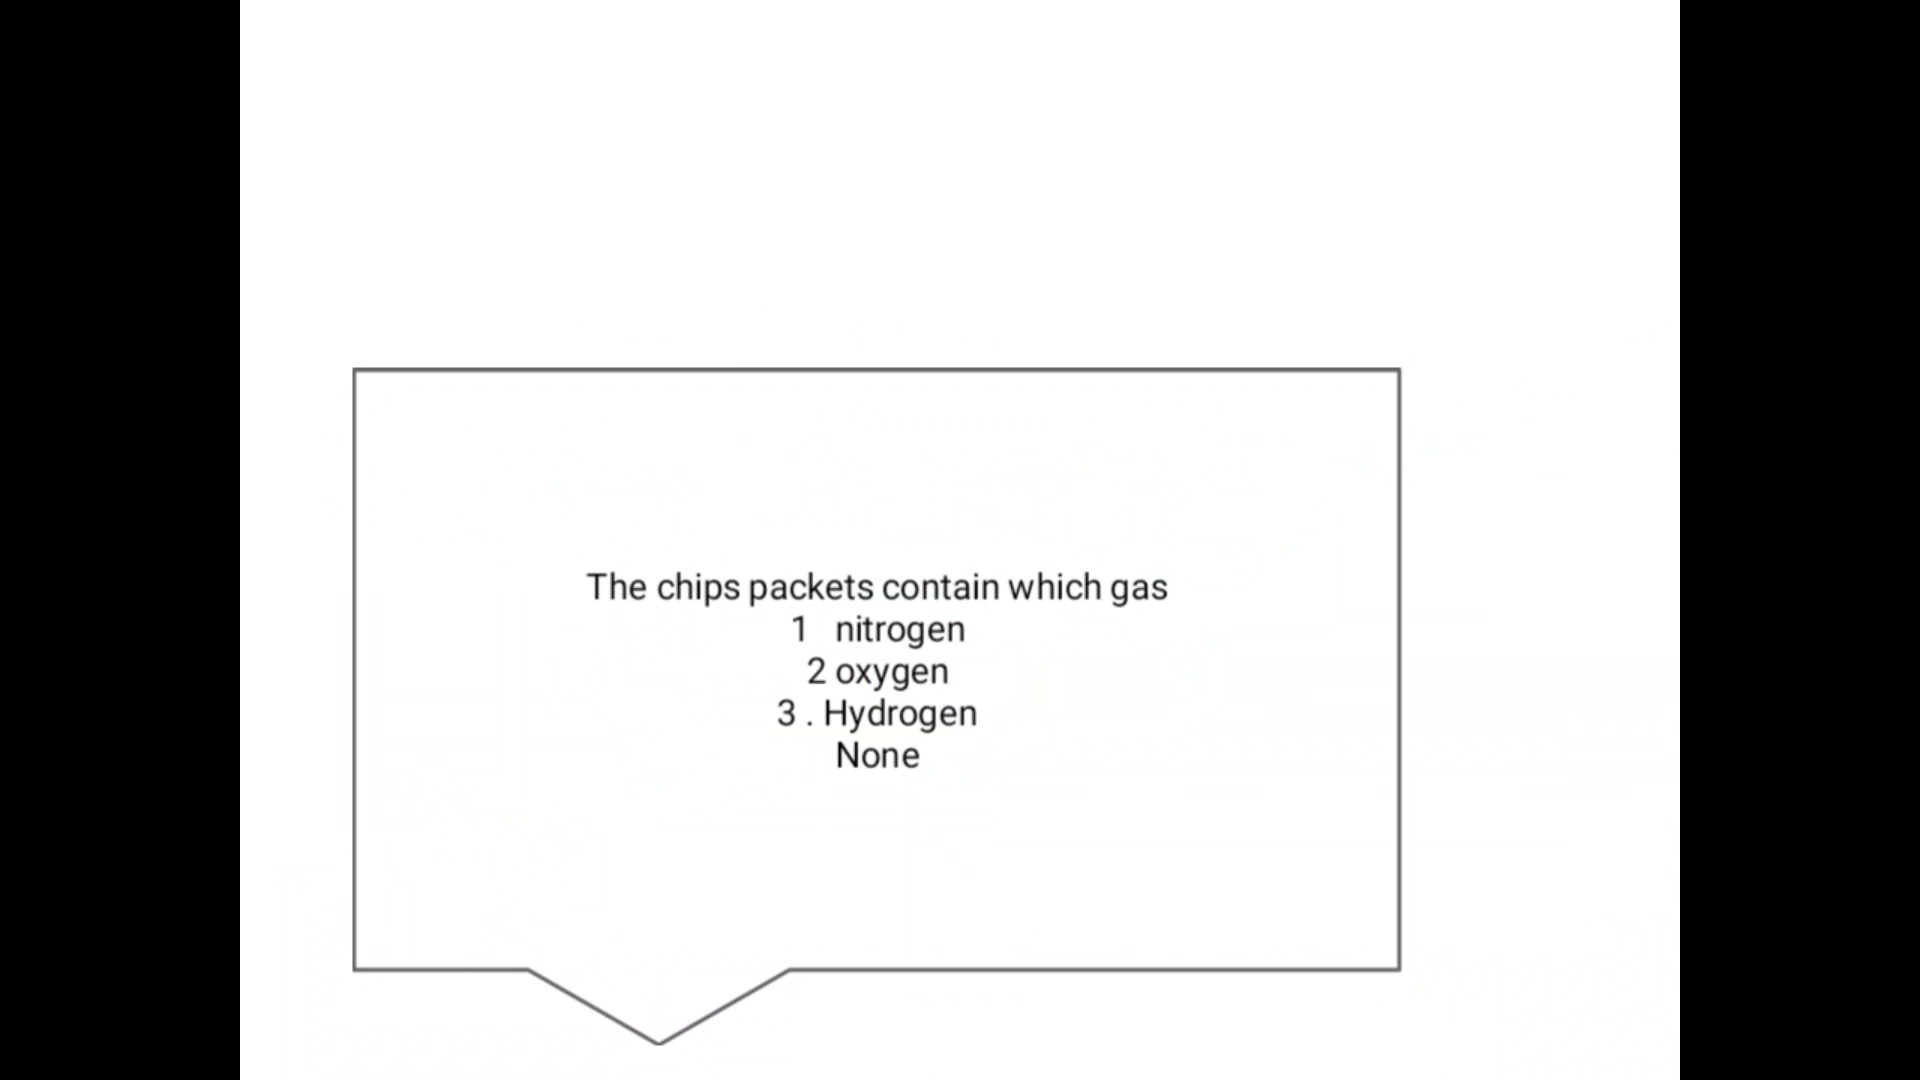 The chips packets contain which gas
1 nitrogen
2 oxygen
3 . Hydrogen
None